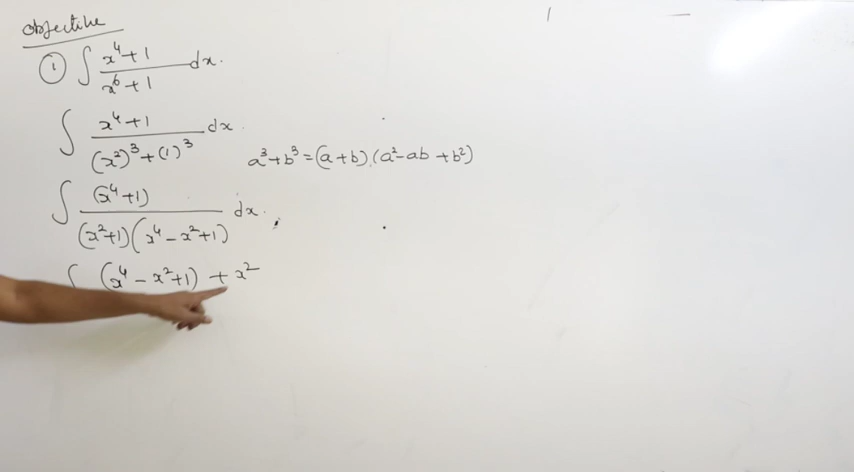 Objective
① ∫ x⁴+1 / x⁶+1 dx.
∫ x⁴+1 / (x²)³+(1)³ dx.
a³+b³=(a+b).(a²-ab+b²)
∫ (x⁴+1) / (x²+1)(x⁴-x²+1) dx.
∫ (x⁴-x²+1) + x²